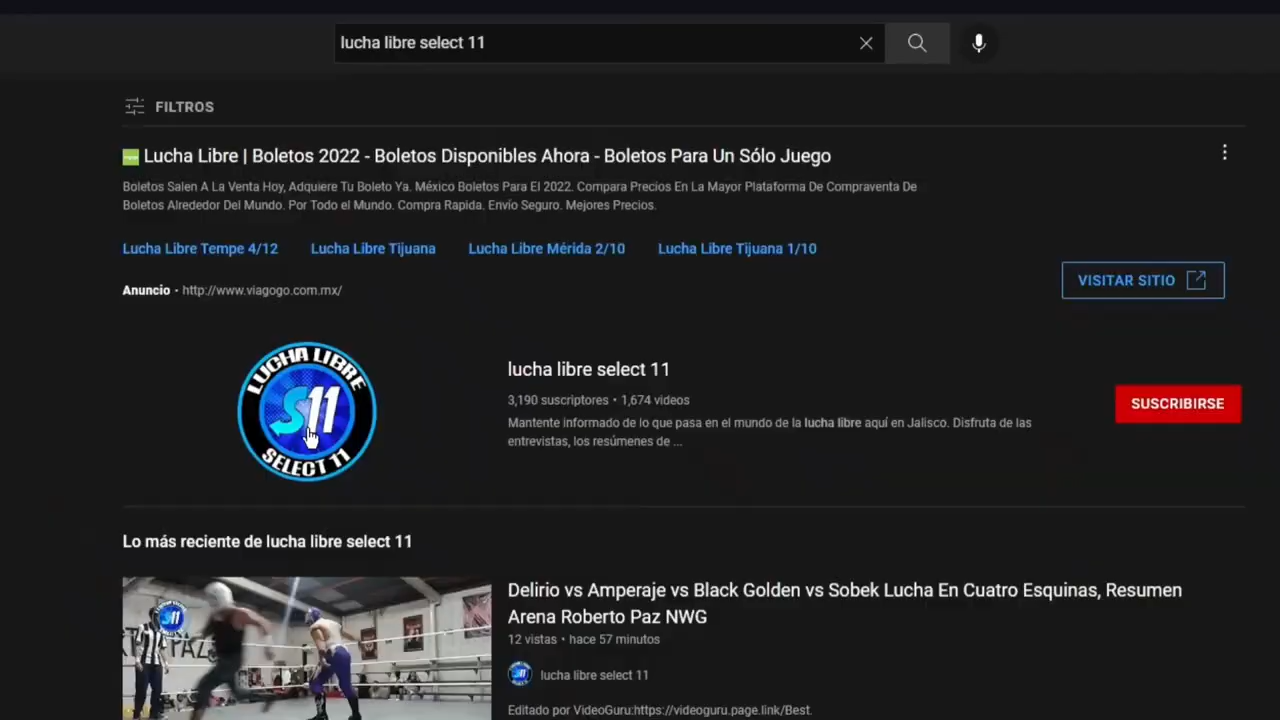 lucha libre select 11
FILTROS
Lucha Libre | Boletos 2022 - Boletos Disponibles Ahora - Boletos Para Un Sólo Juego
Boletos Salen A La Venta Hoy, Adquiere Tu Boleto Ya. México Boletos Para El 2022. Compara Precios En La Mayor Plataforma De Compraventa De
Boletos Alrededor Del Mundo. Por Todo el Mundo. Compra Rapida. Envío Seguro. Mejores Precios.
Lucha Libre Tempe 4/12 Lucha Libre Tijuana Lucha Libre Mérida 2/10 Lucha Libre Tijuana 1/10
VISITAR SITIO
Anuncio · http://www.viagogo.com.mx/
LUCHA LIBRE
S11
SELECT 11
lucha libre select 11
3,190 suscriptores • 1,674 videos
Mantente informado de lo que pasa en el mundo de la lucha libre aquí en Jalisco. Disfruta de las
entrevistas, los resúmenes de ...
SUSCRIBIRSE
Lo más reciente de lucha libre select 11
S11
Delirio vs Amperaje vs Black Golden vs Sobek Lucha En Cuatro Esquinas, Resumen
Arena Roberto Paz NWG
12 vistas • hace 57 minutos
S11
lucha libre select 11
Editado por VideoGuru:https://videoguru.page.link/Best.